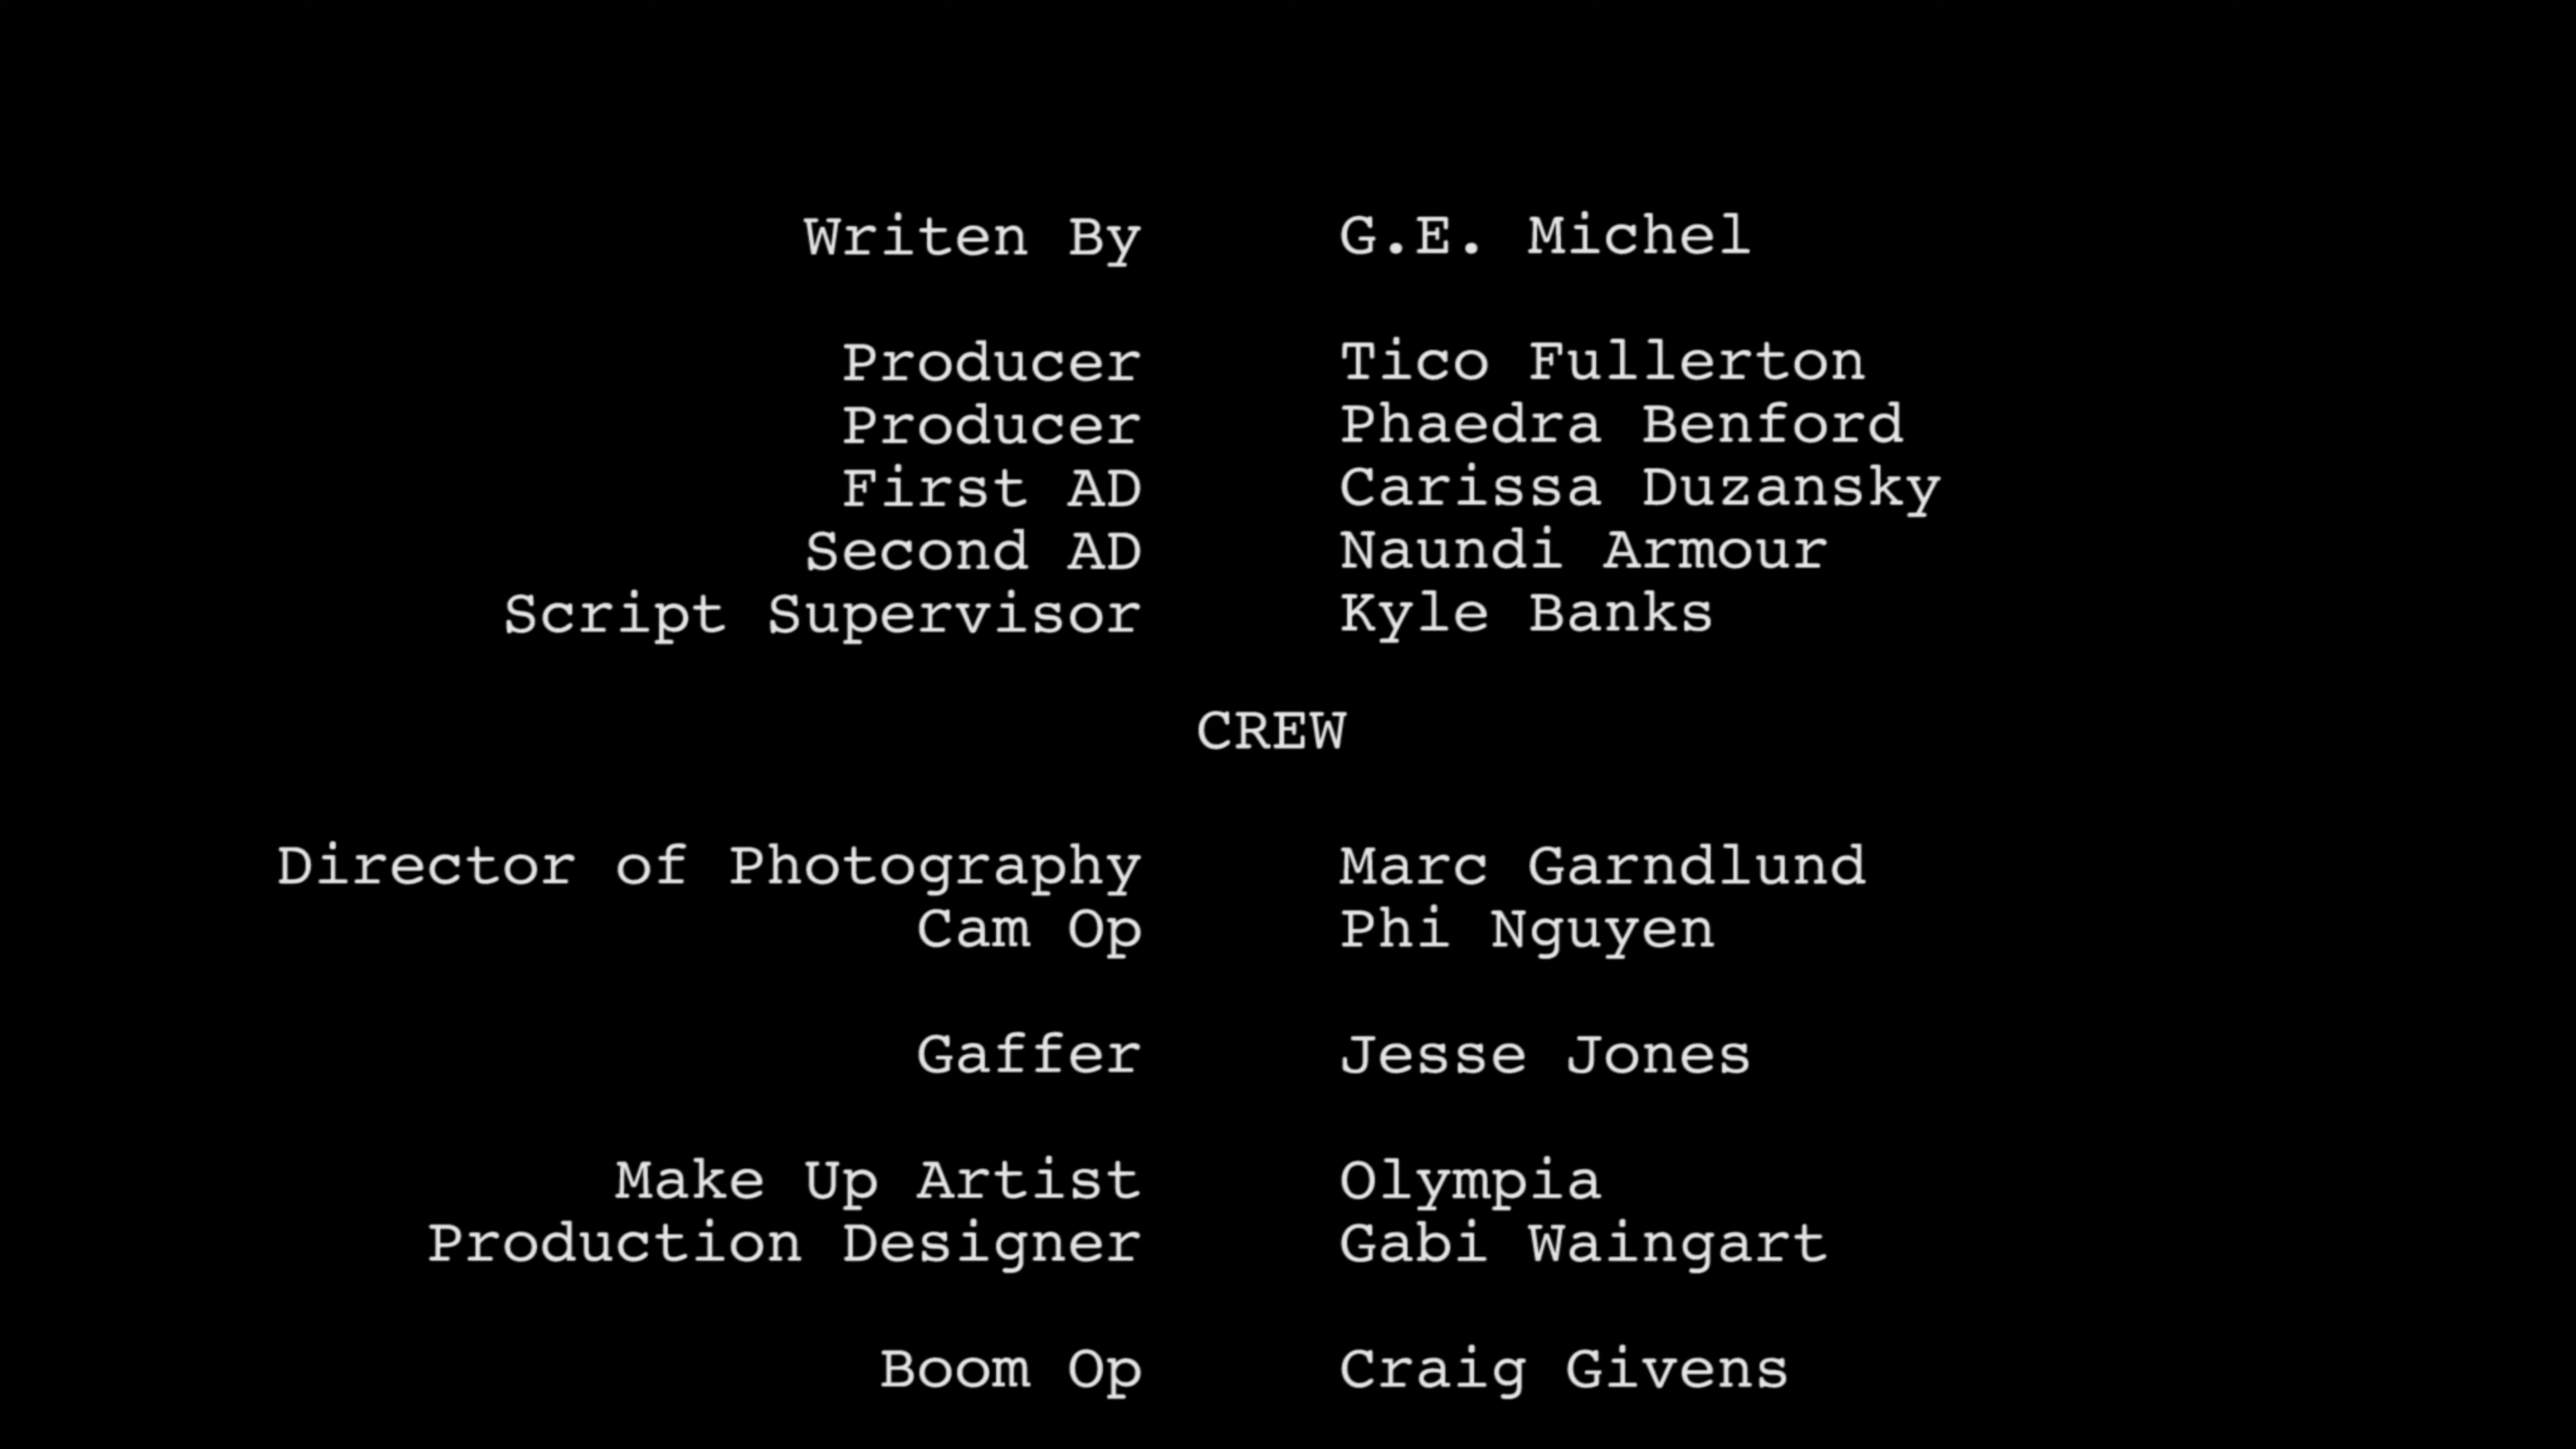 Writen By G.E. Michel
Producer Tico Fullerton
Producer Phaedra Benford
First AD Carissa Duzansky
Second AD Naundi Armour
Script Supervisor Kyle Banks
CREW
Director of Photography Marc Garndlund
Cam Op Phi Nguyen
Gaffer Jesse Jones
Make Up Artist Olympia
Production Designer Gabi Waingart
Boom Op Craig Givens